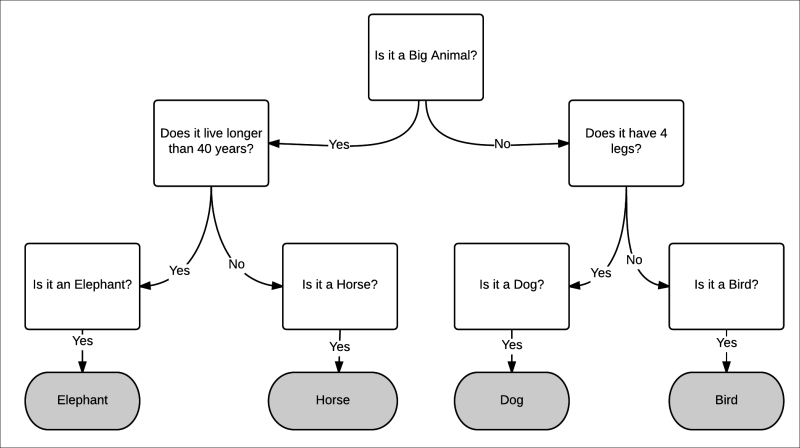 Is it a Big Animal?
Does it live longer
than 40 years?
Yes
No
Does it have 4
legs?
Yes
No
Yes
No
Is it an Elephant?
Is it a Horse?
Is it a Dog?
Is it a Bird?
Yes
Yes
Yes
Yes
Elephant
Horse
Dog
Bird